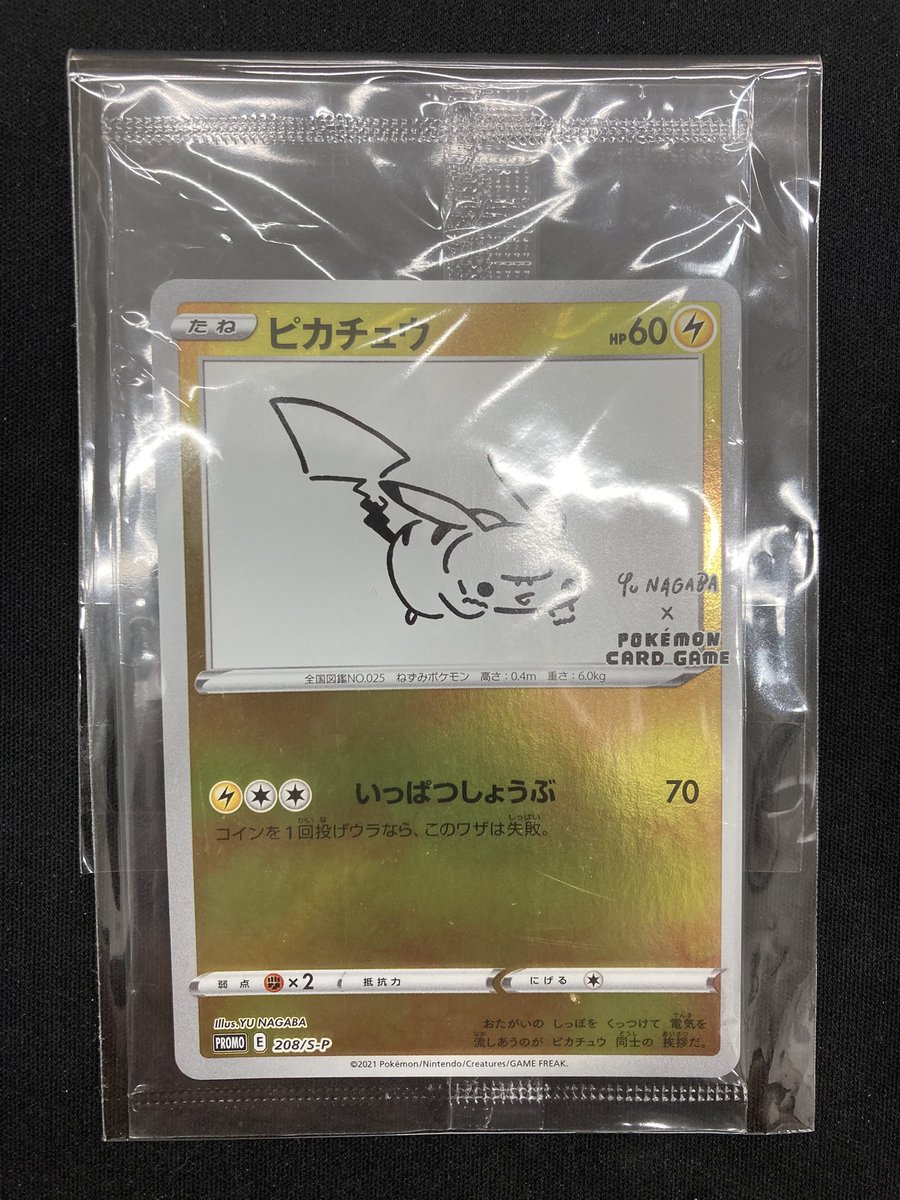 たね ピカチュウ HP60
Yu NAGABA
×
POKÉMON
CARD GAME
全国図鑑NO.025 ねずみポケモン 高さ:0.4m 重さ:6.0kg
いっぱつしょうぶ 70
コインを1回投げウラなら、このワザは失敗。
弱点 ×2 抵抗力 にげる
Illus.YU NAGABA
PROMO E 208/S-P
おたがいの しっぽを くっつけて 電気を
流しあうのが ピカチュウ 同士の 挨拶だ。
©2021 Pokémon/Nintendo/Creatures/GAME FREAK.